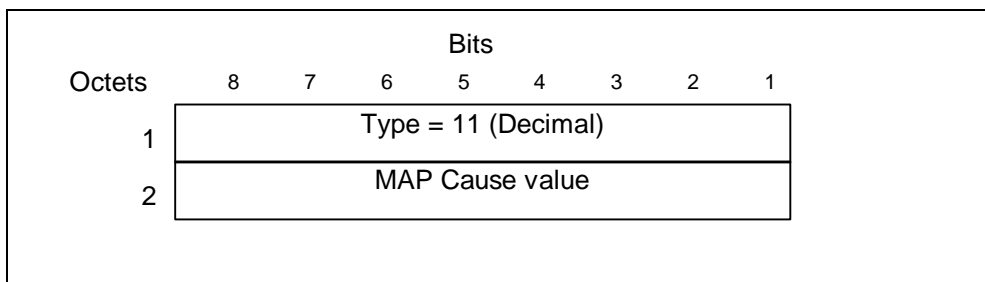 Bits
Octets 8 7 6 5 4 3 2 1
1 Type = 11 (Decimal)
2 MAP Cause value